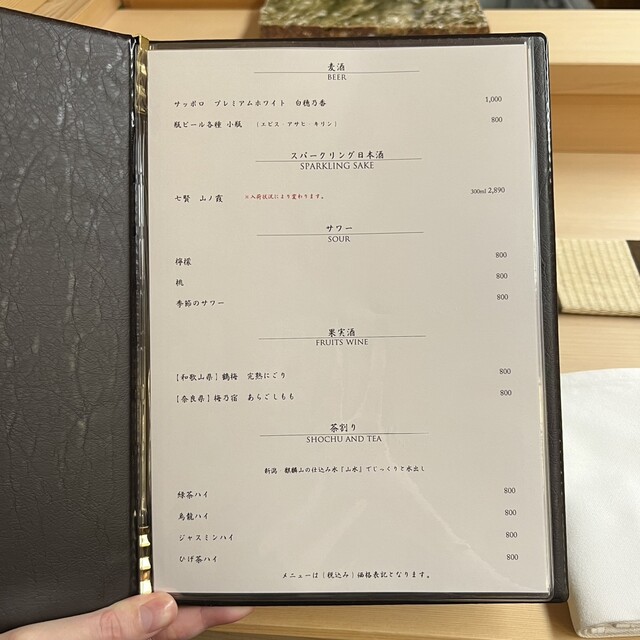 麦酒
BEER
サッポロ プレミアムホワイト 白穂乃香 1,000
瓶ビール各種 小瓶 （エビス・アサヒ・キリン） 800
スパークリング日本酒
SPARKLING SAKE
七賢 山ノ霞 ※入荷状況により変わります。 300ml 2,890
サワー
SOUR
檸檬 800
桃 800
季節のサワー 800
果実酒
FRUITS WINE
【和歌山県】鶴梅 完熟にごり 800
【奈良県】梅乃宿 あらごしもも 800
茶割り
SHOCHU AND TEA
新潟 麒麟山の仕込み水『山水』でじっくりと水出し
緑茶ハイ 800
烏龍ハイ 800
ジャスミンハイ 800
ひげ茶ハイ 800
メニューは［税込み］価格表記となります。